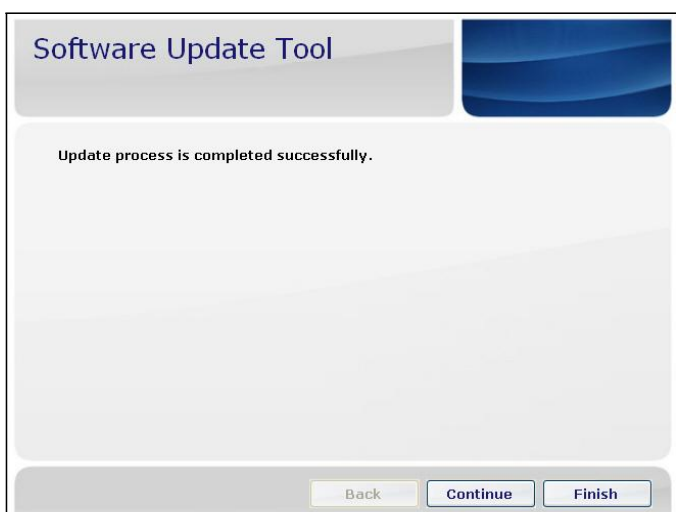 Software Update Tool
Update process is completed successfully.
Back Continue Finish